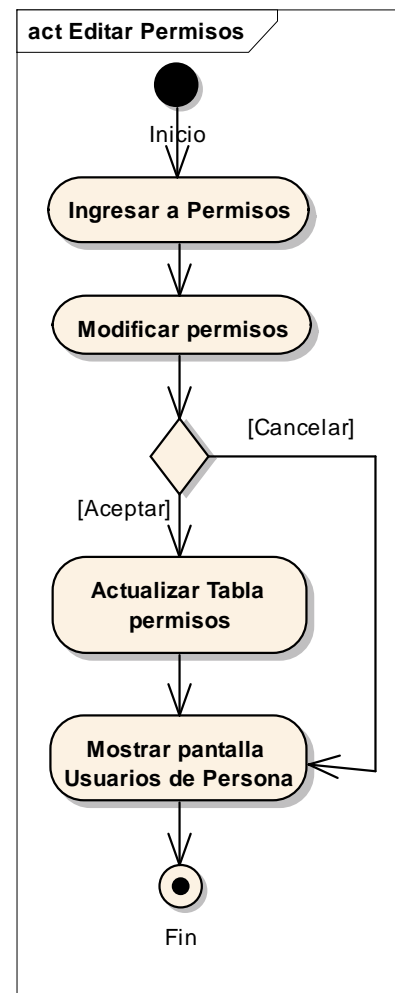 act Editar Permisos
Inicio
Ingresar a Permisos
Modificar permisos
[Cancelar]
[Aceptar]
Actualizar Tabla
permisos
Mostrar pantalla
Usuarios de Persona
Fin